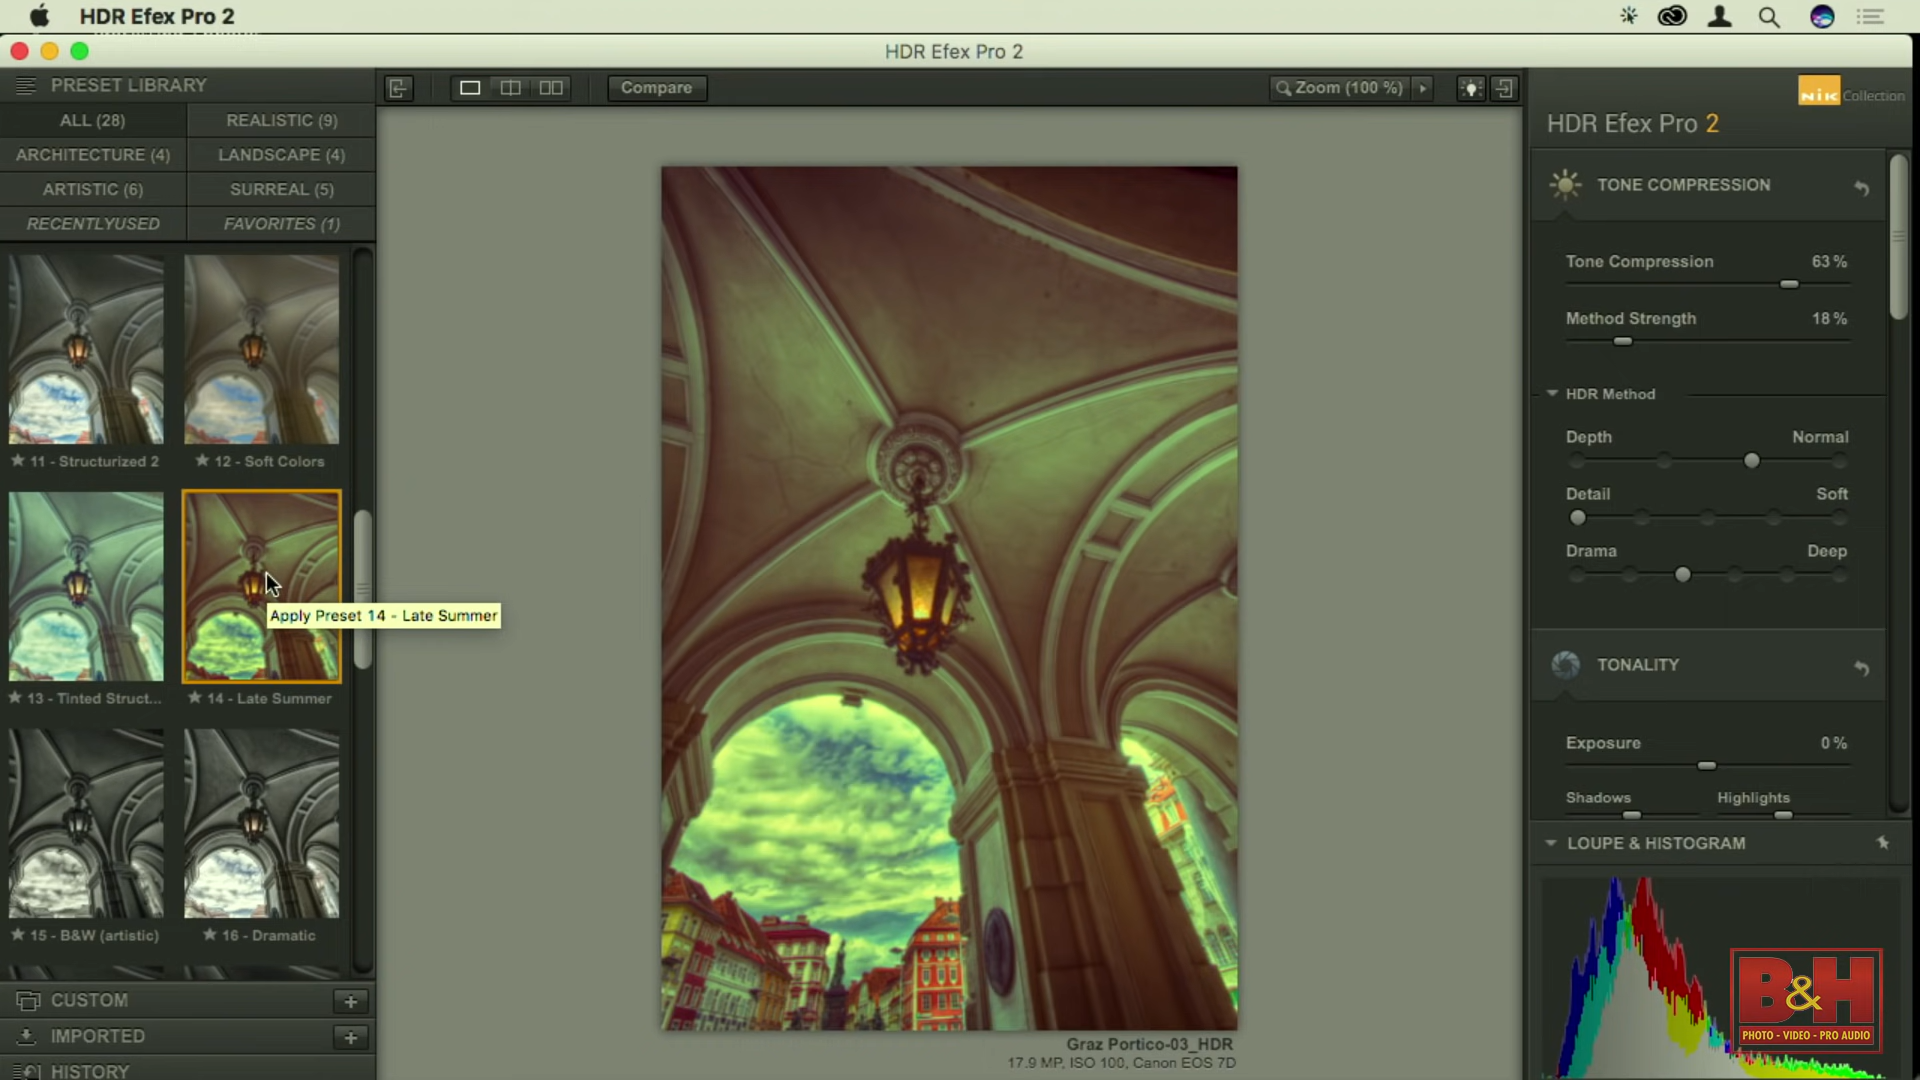 HDR Efex Pro 2
HDR Efex Pro 2
PRESET LIBRARY
ALL (28)
REALISTIC (9)
ARCHITECTURE (4)
LANDSCAPE (4)
ARTISTIC (6)
SURREAL (5)
RECENTLYUSED
FAVORITES (1)
11 - Structurized 2
12 - Soft Colors
Apply Preset 14 - Late Summer
13 - Tinted Struct...
14 - Late Summer
15 - B&W (artistic)
16 - Dramatic
CUSTOM
IMPORTED
HISTORY
Compare
Zoom (100 %)
Graz Portico-03_HDR
17.9 MP, ISO 100, Canon EOS 7D
nik Collection
HDR Efex Pro 2
TONE COMPRESSION
Tone Compression 63 %
Method Strength 18 %
HDR Method
Depth Normal
Detail Soft
Drama Deep
TONALITY
Exposure 0 %
Shadows Highlights
LOUPE & HISTOGRAM
B&H
PHOTO - VIDEO - PRO AUDIO